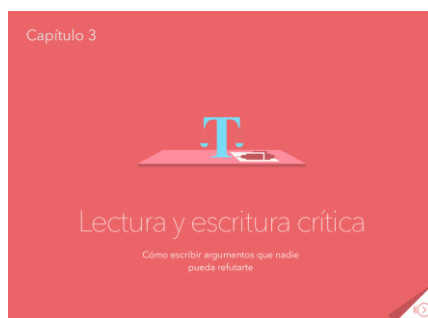 Capítulo 3
T
Lectura y escritura crítica
Cómo escribir argumentos que nadie
pueda refutarte